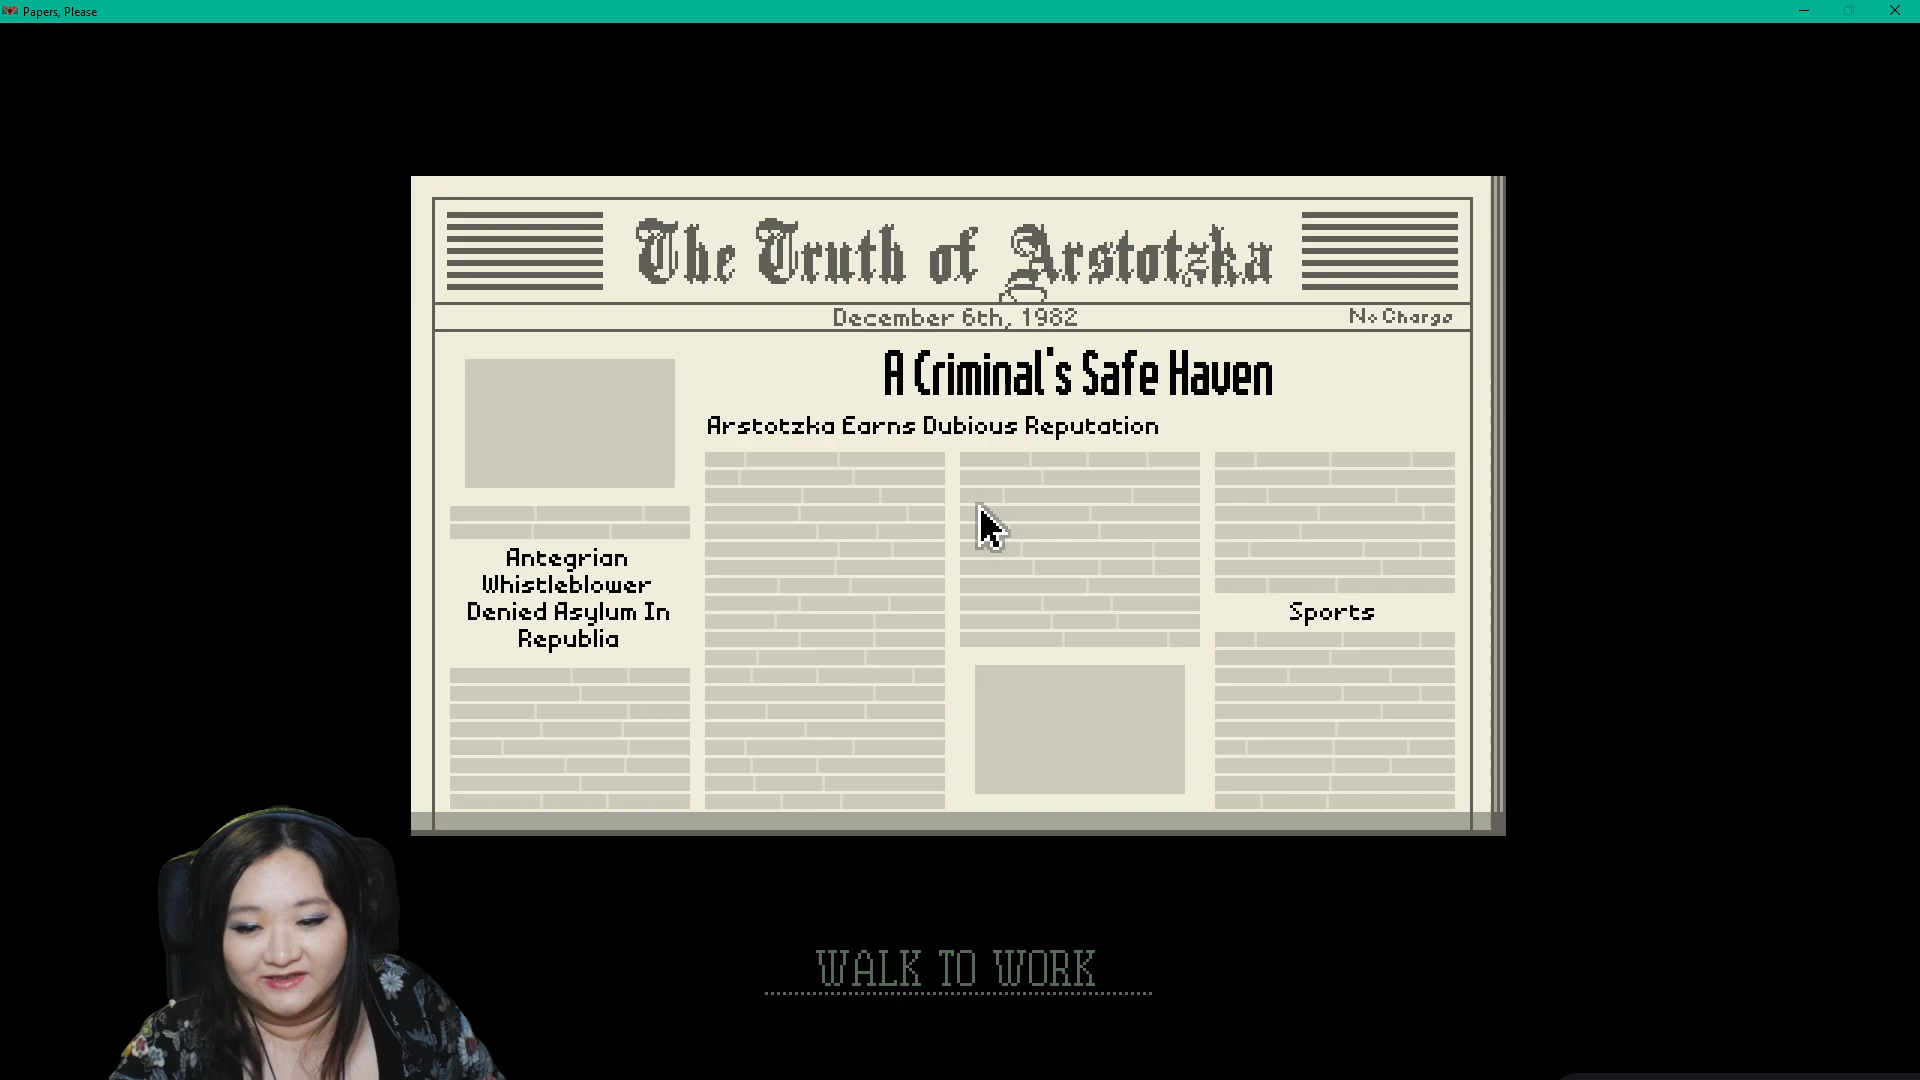 Papers, Please
The Truth of Arstotzka
December 6th, 1982
No Charge
A Criminal's Safe Haven
Arstotzka Earns Dubious Reputation
Antegrian
Whistleblower
Denied Asylum In
Republia
Sports
WALK TO WORK